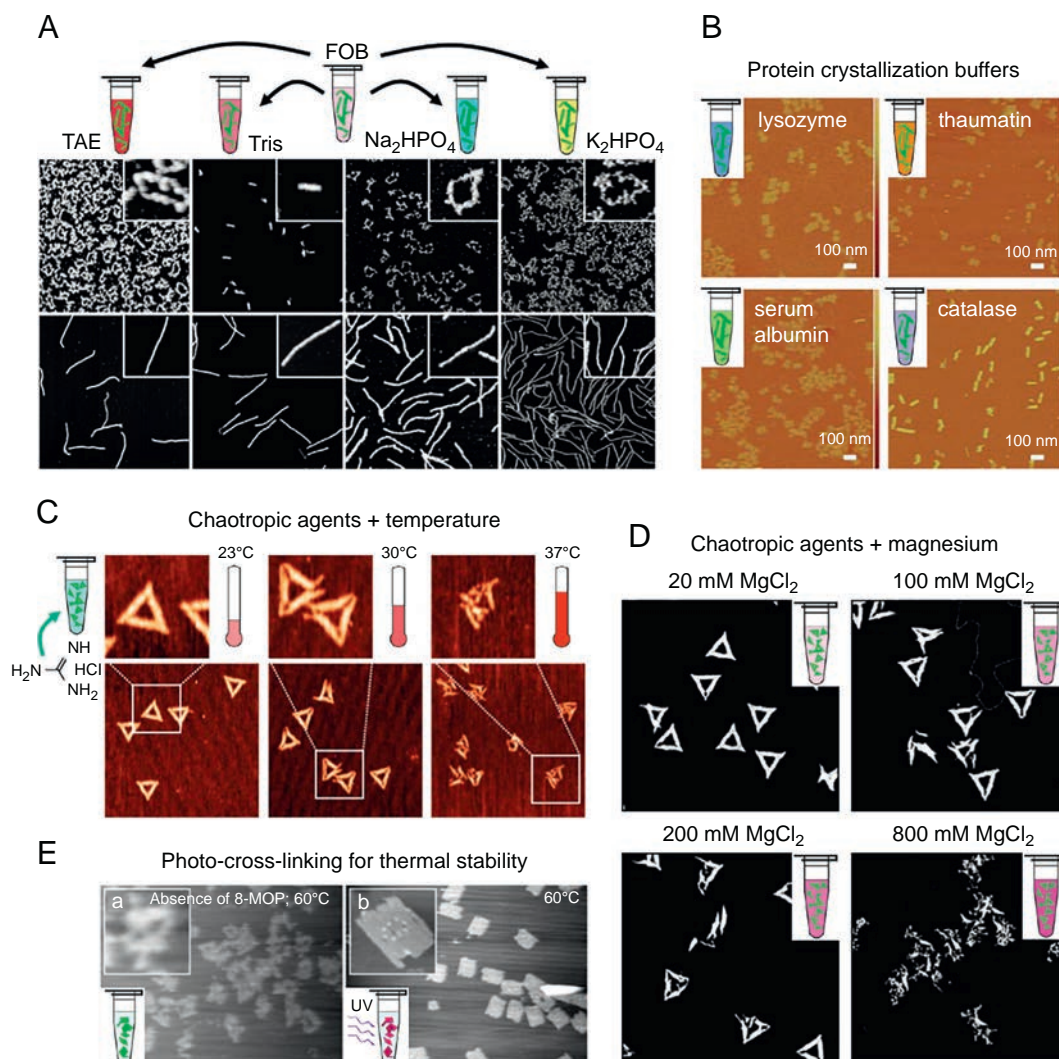 A
FOB
TAE
Tris
Na₂HPO₄
K₂HPO₄
B
Protein crystallization buffers
lysozyme
thaumatin
100 nm
100 nm
serum
albumin
catalase
100 nm
100 nm
C
Chaotropic agents + temperature
23°C
30°C
37°C
NH
H₂N
HCl
NH₂
D
Chaotropic agents + magnesium
20 mM MgCl₂
100 mM MgCl₂
200 mM MgCl₂
800 mM MgCl₂
E
Photo-cross-linking for thermal stability
a
Absence of 8-MOP; 60°C
b
60°C
UV